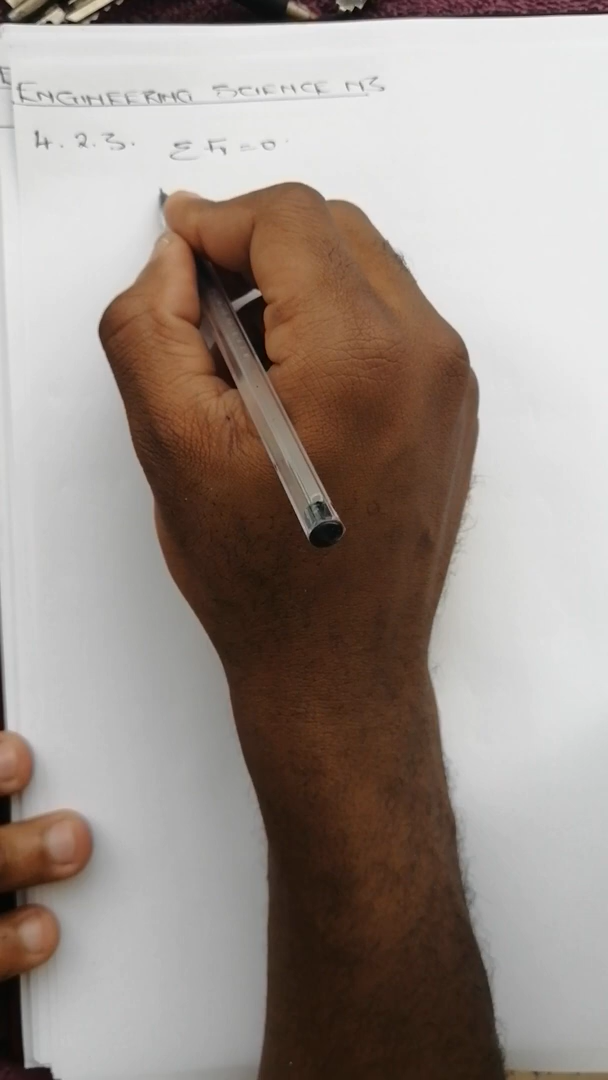 ENGINEERING SCIENCE N3
4.2.3. ΣFy = 0.